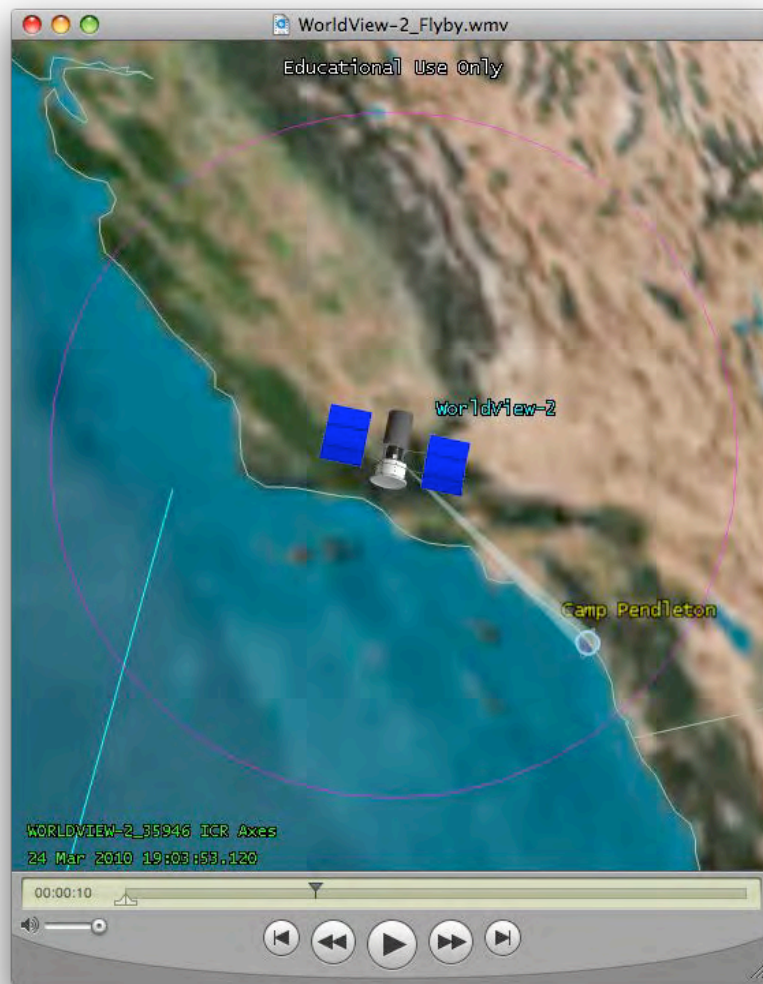 WorldView-2_Flyby.wmv
Educational Use Only
WorldView-2
Camp Pendleton
WORLDVIEW-2_35946 ICR Axes
24 Mar 2010 19:03:53.120
00:00:10